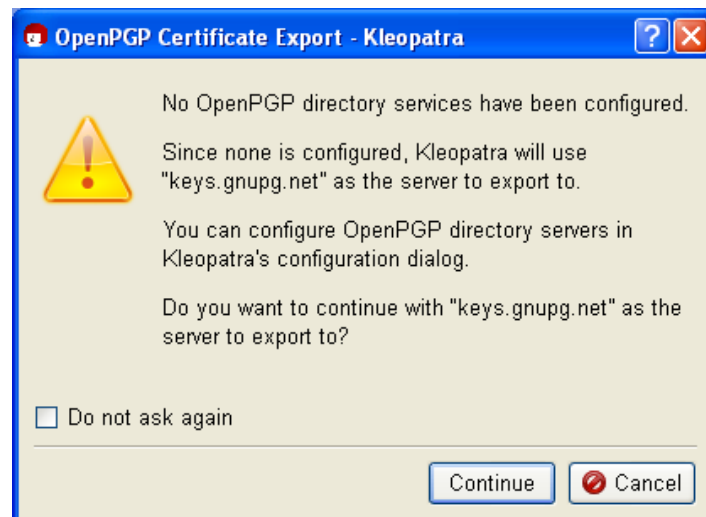 OpenPGP Certificate Export - Kleopatra
No OpenPGP directory services have been configured.
Since none is configured, Kleopatra will use
"keys.gnupg.net" as the server to export to.
You can configure OpenPGP directory servers in
Kleopatra's configuration dialog.
Do you want to continue with "keys.gnupg.net" as the
server to export to?
Do not ask again
Continue
Cancel